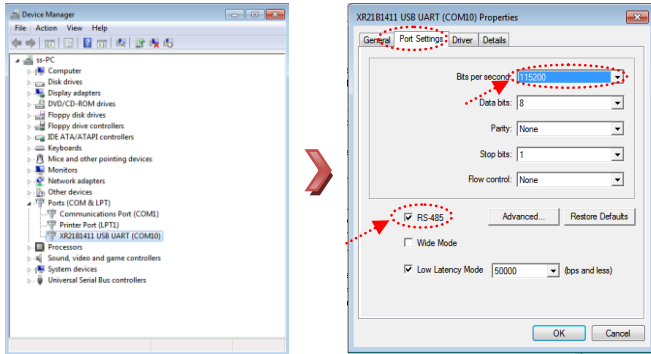 Device Manager
File Action View Help
ss-PC
Computer
Disk drives
Display adapters
DVD/CD-ROM drives
Floppy disk drives
Floppy drive controllers
IDE ATA/ATAPI controllers
Keyboards
Mice and other pointing devices
Monitors
Network adapters
Other devices
Ports (COM & LPT)
Communications Port (COM1)
Printer Port (LPT1)
XR21B1411 USB UART (COM10)
Processors
Sound, video and game controllers
System devices
Universal Serial Bus controllers
XR21B1411 USB UART (COM10) Properties
General Port Settings Driver Details
Bits per second: 115200
Data bits: 8
Parity: None
Stop bits: 1
Flow control: None
RS-485 Advanced... Restore Defaults
Wide Mode
Low Latency Mode 50000 (bps and less)
OK Cancel